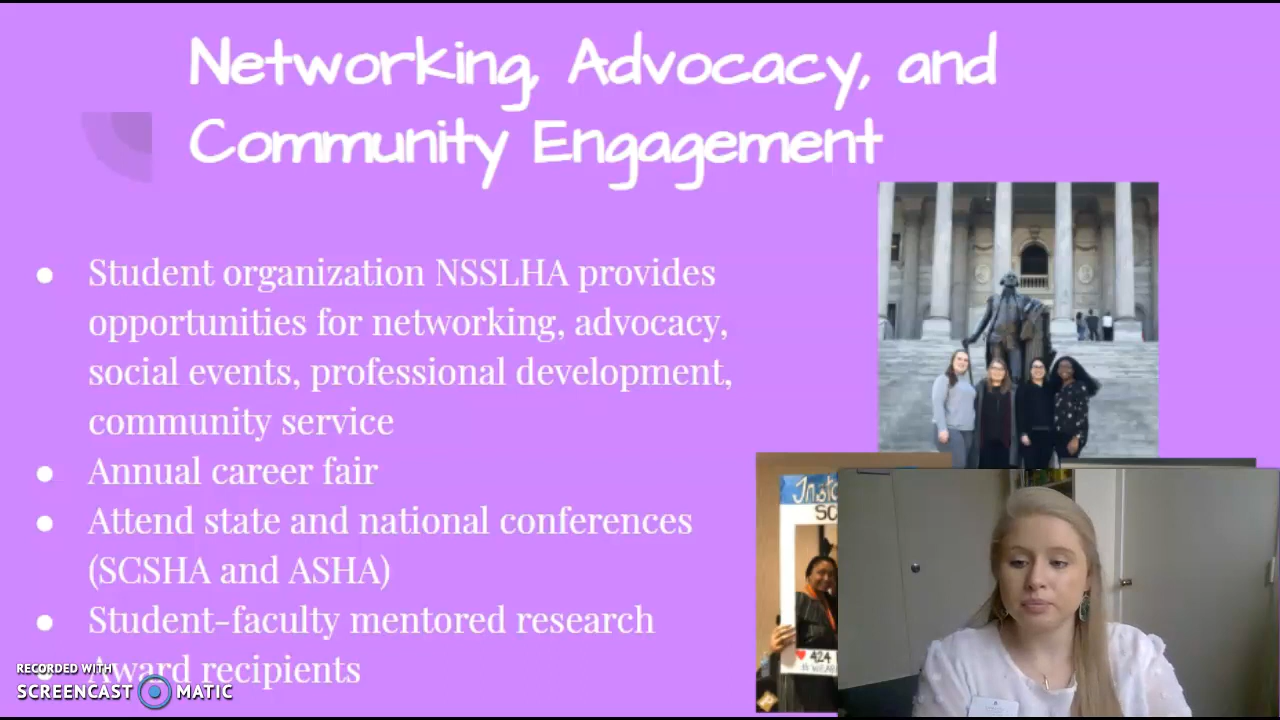 Networking, Advocacy, and
Community Engagement
● Student organization NSSLHA provides
opportunities for networking, advocacy,
social events, professional development,
community service
● Annual career fair
● Attend state and national conferences
(SCSHA and ASHA)
● Student-faculty mentored research
● Award recipients
RECORDED WITH
SCREENCAST MATIC
SC
424